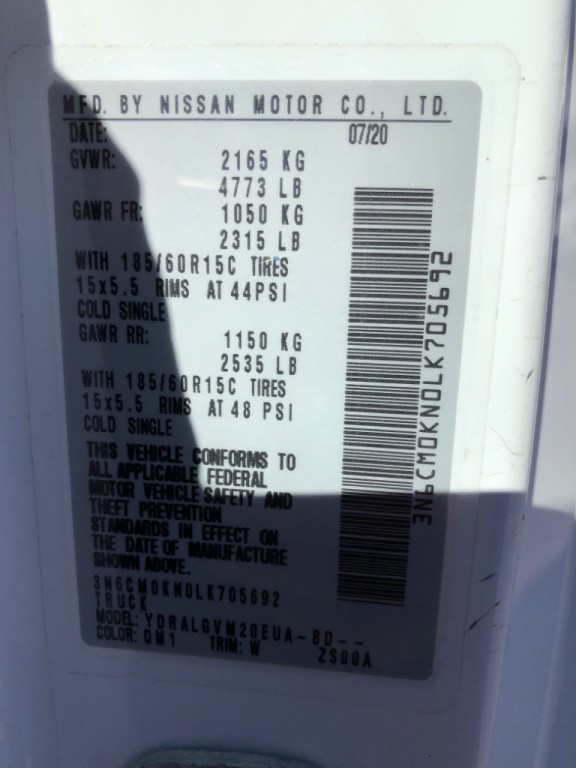 MFD. BY NISSAN MOTOR CO., LTD.
DATE: 07/20
GVWR: 2165 KG
4773 LB
GAWR FR: 1050 KG
2315 LB
WITH 185/60R15C TIRES
15x5.5 RIMS AT 44PSI
COLD SINGLE
GAWR RR: 1150 KG
2535 LB
WITH 185/60R15C TIRES
15x5.5 RIMS AT 48 PSI
COLD SINGLE
THIS VEHICLE CONFORMS TO
ALL APPLICABLE FEDERAL
MOTOR VEHICLE SAFETY AND
THEFT PREVENTION
STANDARDS IN EFFECT ON
THE DATE OF MANUFACTURE
SHOWN ABOVE.
3N6CM0KN0LK705692
TRUCK
MODEL: YDRALGVM20EUA-BD--
COLOR: QM1 TRIM: W ZS00A
3N6CM0KN0LK705692